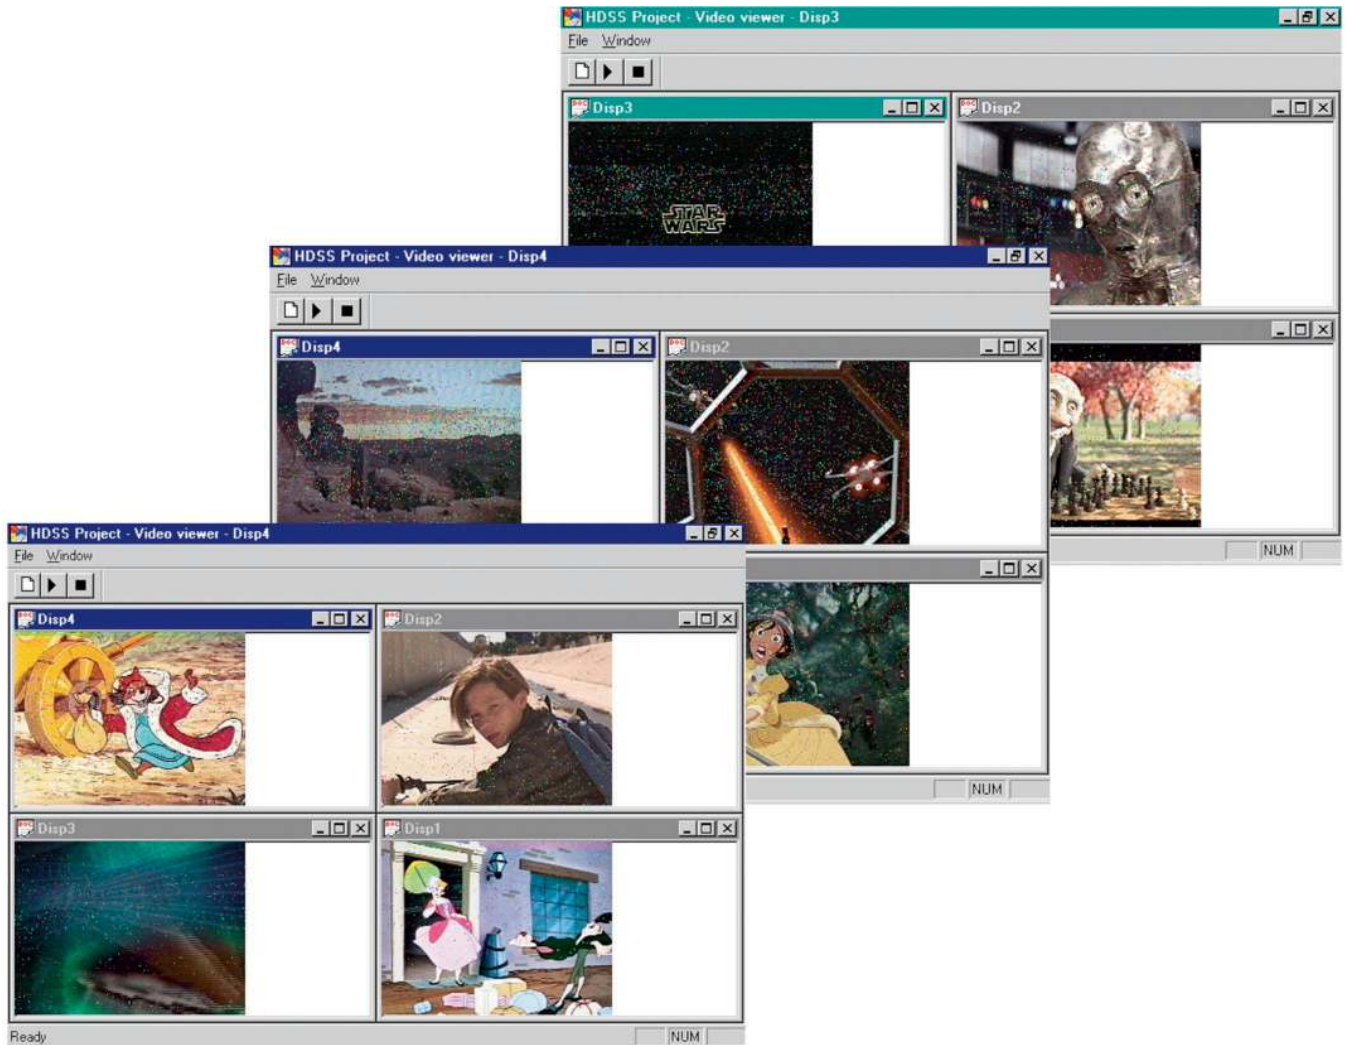 HDSS Project - Video viewer - Disp3
File Window
Disp3
Disp2
STAR
WARS
HDSS Project - Video viewer - Disp4
File Window
Disp4
Disp2
NUM
HDSS Project - Video viewer - Disp4
File Window
Disp4
Disp2
NUM
Disp3
Disp1
Ready
NUM